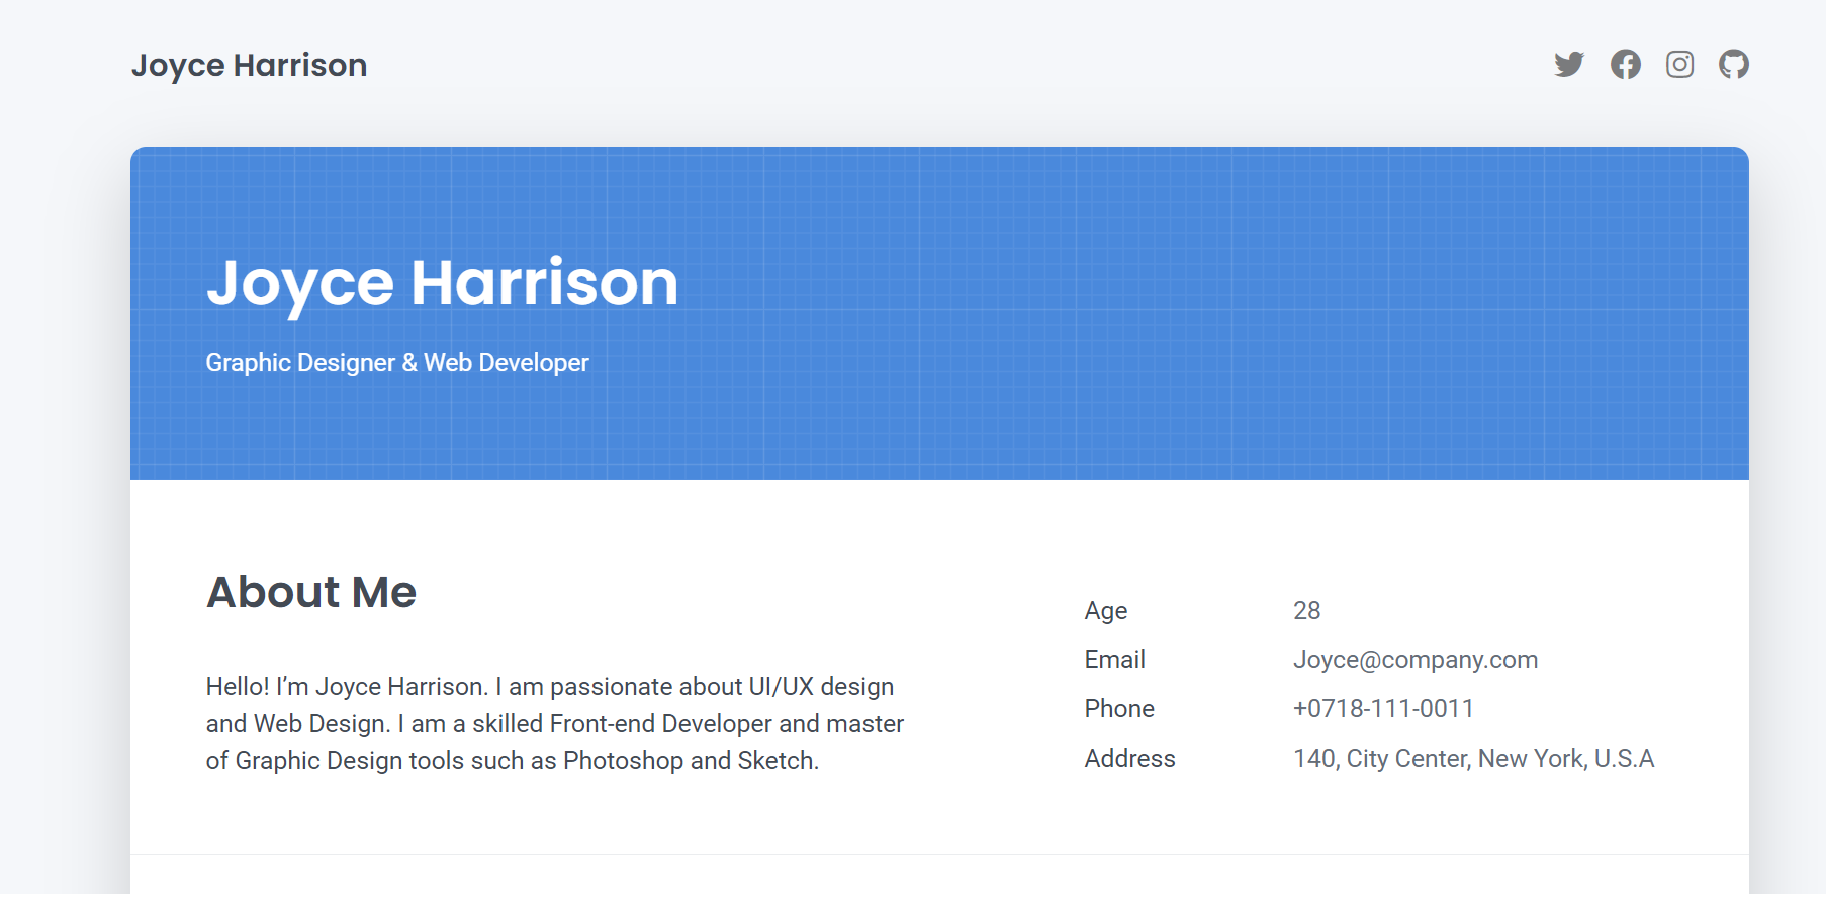 Joyce Harrison
Joyce Harrison
Graphic Designer & Web Developer
About Me
Hello! I’m Joyce Harrison. I am passionate about UI/UX design
and Web Design. I am a skilled Front-end Developer and master
of Graphic Design tools such as Photoshop and Sketch.
Age 28
Email Joyce@company.com
Phone +0718-111-0011
Address 140, City Center, New York, U.S.A